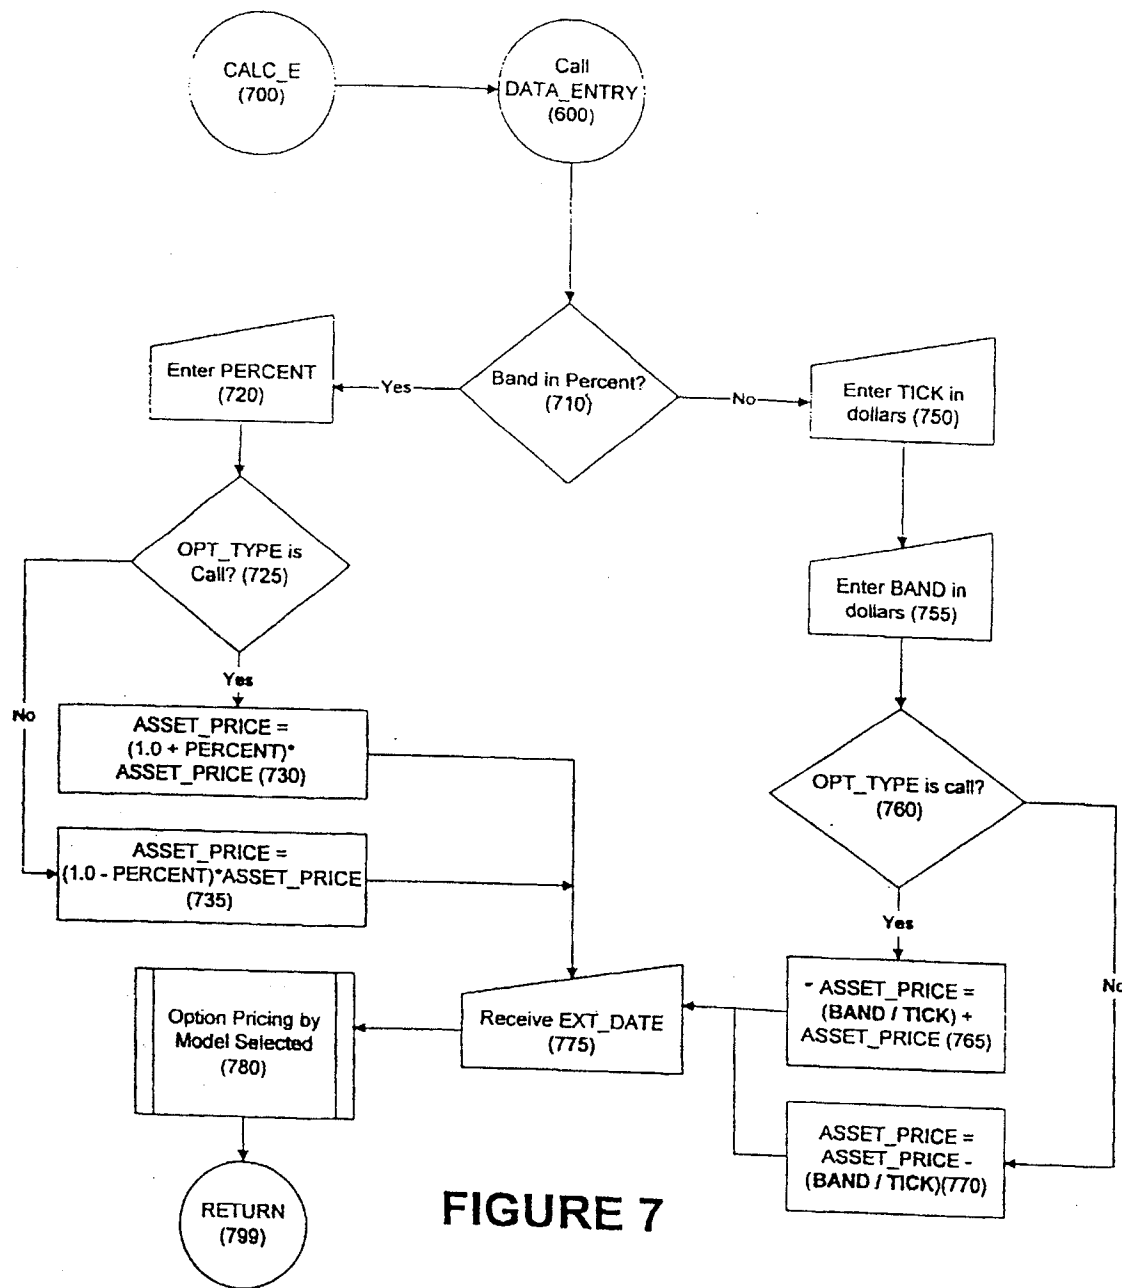 CALC_E
(700)
Call
DATA_ENTRY
(600)
Band in Percent?
(710)
Yes
No
Enter PERCENT
(720)
Enter TICK in
dollars (750)
OPT_TYPE is
Call? (725)
Enter BAND in
dollars (755)
Yes
No
ASSET_PRICE =
(1.0 + PERCENT)*
ASSET_PRICE (730)
OPT_TYPE is call?
(760)
ASSET_PRICE =
(1.0 - PERCENT)*ASSET_PRICE
(735)
Yes
No
ASSET_PRICE =
(BAND / TICK) +
ASSET_PRICE (765)
Receive EXT_DATE
(775)
Option Pricing by
Model Selected
(780)
ASSET_PRICE =
ASSET_PRICE -
(BAND / TICK)(770)
RETURN
(799)
FIGURE 7